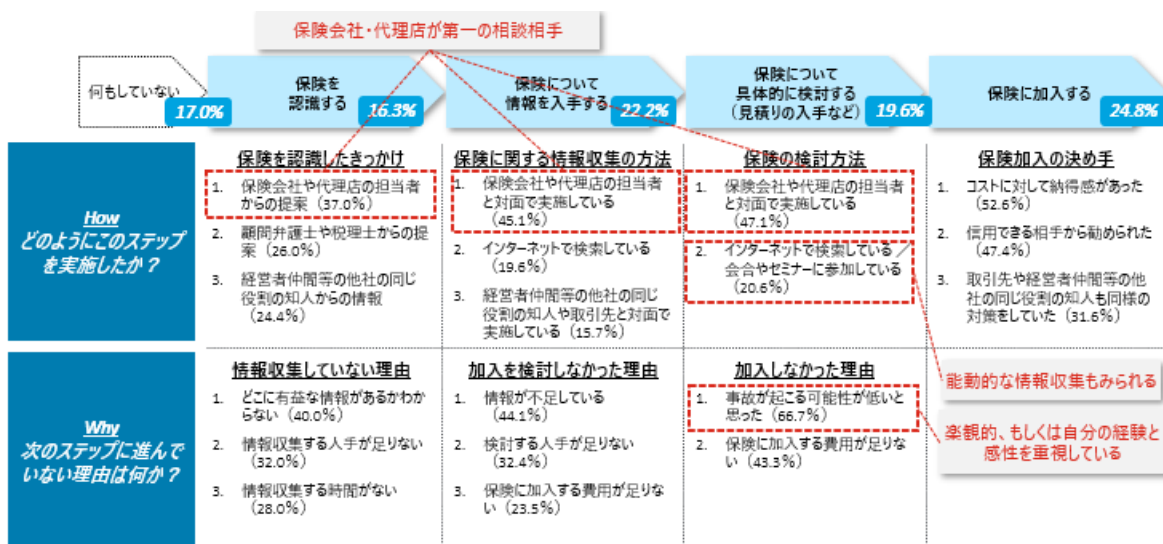 保険会社・代理店が第一の相談相手
何もしていない
17.0%
保険を
認識する
16.3%
保険について
情報を入手する
22.2%
保険について
具体的に検討する
(見積りの入手など)
19.6%
保険に加入する
24.8%
How
どのようにこのステップ
を実施したか?
保険を認識したきっかけ
1. 保険会社や代理店の担当者
からの提案(37.0%)
2. 顧問弁護士や税理士からの提
案(26.0%)
3. 経営者仲間等の他社の同じ
役割の知人からの情報
(24.4%)
保険に関する情報収集の方法
1. 保険会社や代理店の担当者
と対面で実施している
(45.1%)
2. インターネットで検索している
(19.6%)
3. 経営者仲間等の他社の同じ
役割の知人や取引先と対面で
実施している(15.7%)
保険の検討方法
1. 保険会社や代理店の担当者
と対面で実施している
(47.1%)
2. インターネットで検索している/
会合やセミナーに参加している
(20.6%)
保険加入の決め手
1. コストに対して納得感があった
(52.6%)
2. 信用できる相手から勧められた
(47.4%)
3. 取引先や経営者仲間等の他
社の同じ役割の知人も同様の
対策をしていた(31.6%)
Why
次のステップに進んで
いない理由は何か?
情報収集していない理由
1. どこに有益な情報があるかわ
からない(40.0%)
2. 情報収集する人手が足りない
(32.0%)
3. 情報収集する時間がない
(28.0%)
加入を検討しなかった理由
1. 情報が不足している
(44.1%)
2. 検討する人手が足りない
(32.4%)
3. 保険に加入する費用が足りな
い(23.5%)
加入しなかった理由
1. 事故が起こる可能性が低いと
思った(66.7%)
2. 保険に加入する費用が足りな
い(43.3%)
能動的な情報収集もみられる
楽観的、もしくは自分の経験と
感性を重視している